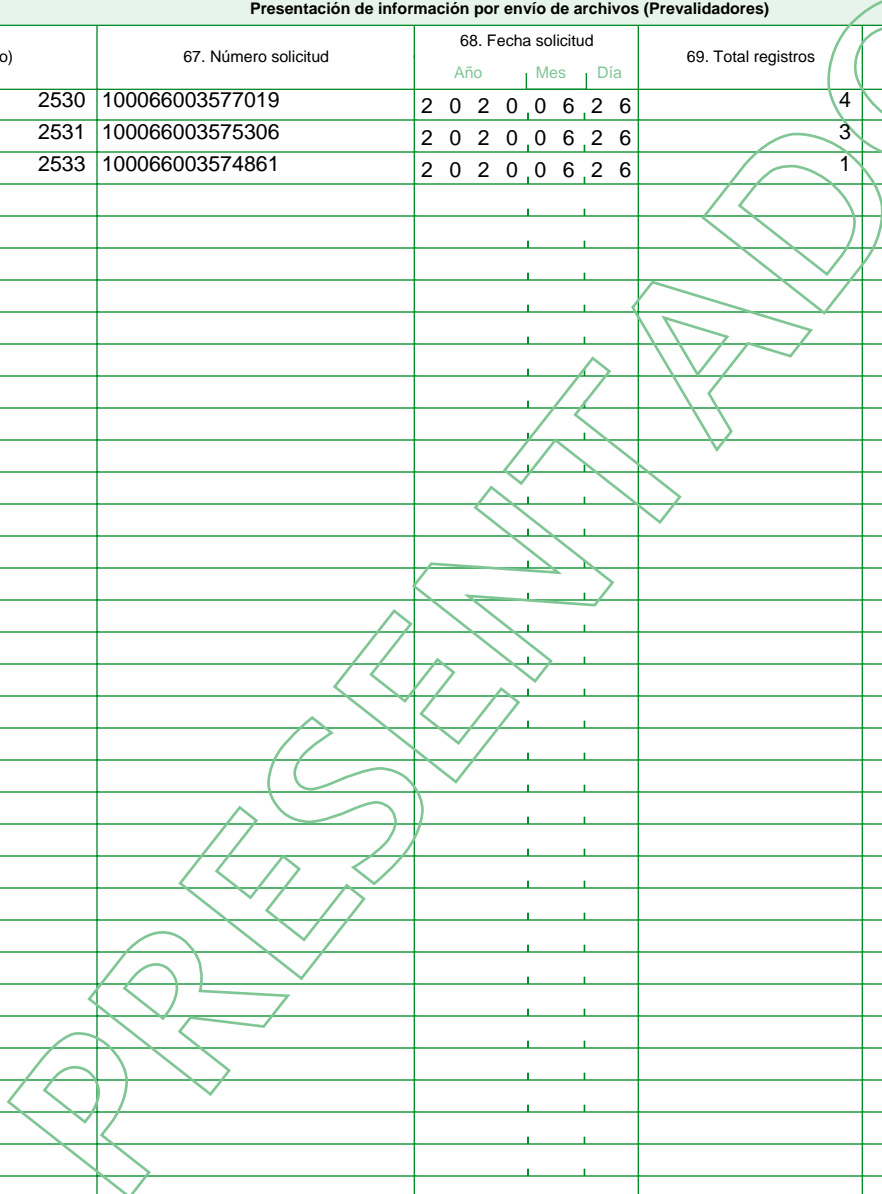 Presentación de información por envío de archivos (Prevalidadores)
o) 67. Número solicitud 68. Fecha solicitud 69. Total registros
Año Mes Día
2530 100066003577019 2 0 2 0 0 6 2 6 4
2531 100066003575306 2 0 2 0 0 6 2 6 3
2533 100066003574861 2 0 2 0 0 6 2 6 1
PRESENTADO